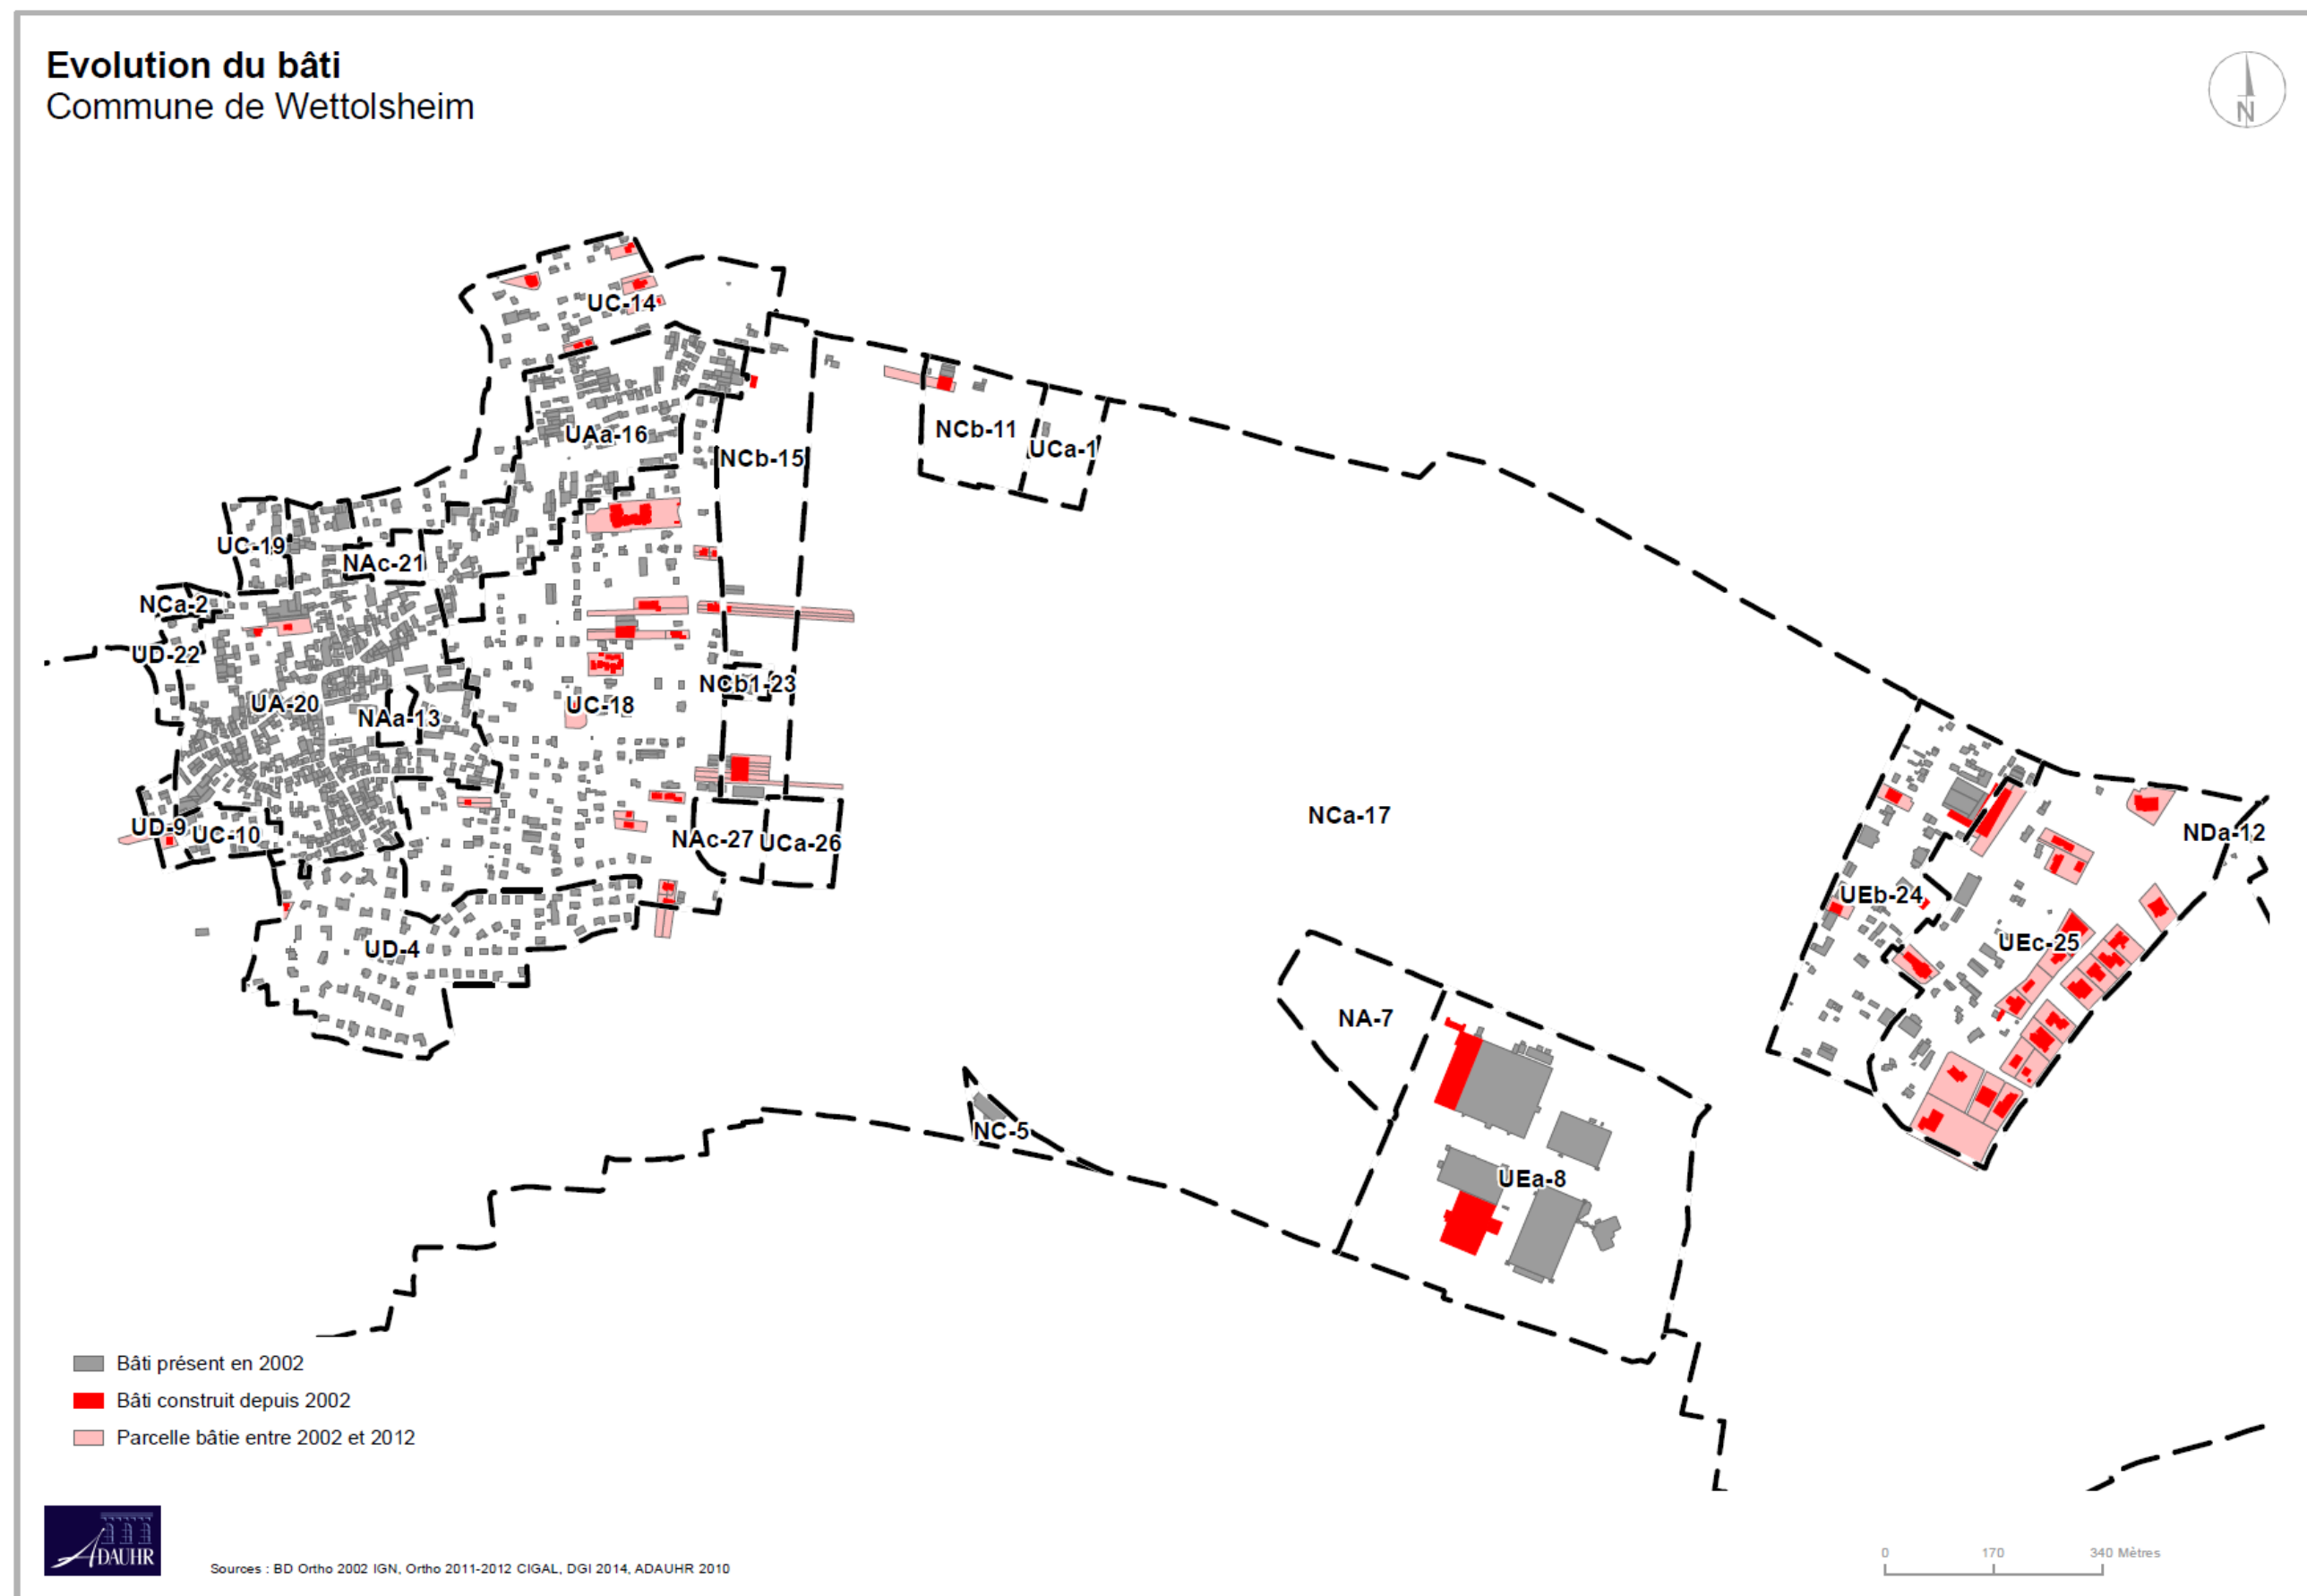 Evolution du bâti
Commune de Wettolsheim
N
UC-14
UAa-16
NCb-15
NCb-11
UCa-1
UC-19
NAc-21
NCa-2
UD-22
NCb1-23
UA-20
UC-18
NAa-13
NCa-17
UD-9
UC-10
NAc-27
UCa-26
NDa-12
UEb-24
UEc-25
UD-4
NA-7
NC-5
UEa-8
Bâti présent en 2002
Bâti construit depuis 2002
Parcelle bâtie entre 2002 et 2012
ADAUHR
Sources : BD Ortho 2002 IGN, Ortho 2011-2012 CIGAL, DGI 2014, ADAUHR 2010
0 170 340 Mètres